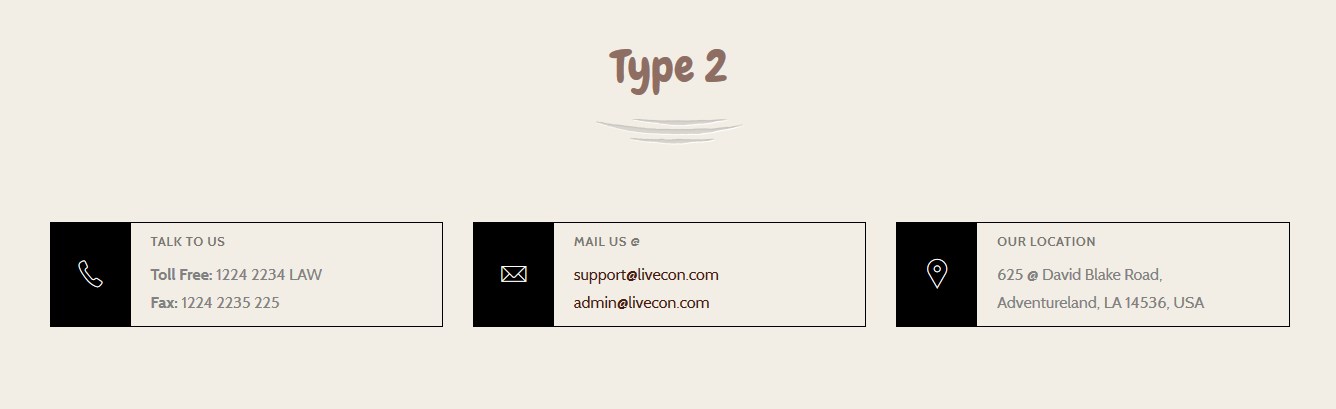 Type 2
TALK TO US
Toll Free: 1224 2234 LAW
Fax: 1224 2235 225
MAIL US @
support@livecon.com
admin@livecon.com
OUR LOCATION
625 @ David Blake Road,
Adventureland, LA 14536, USA